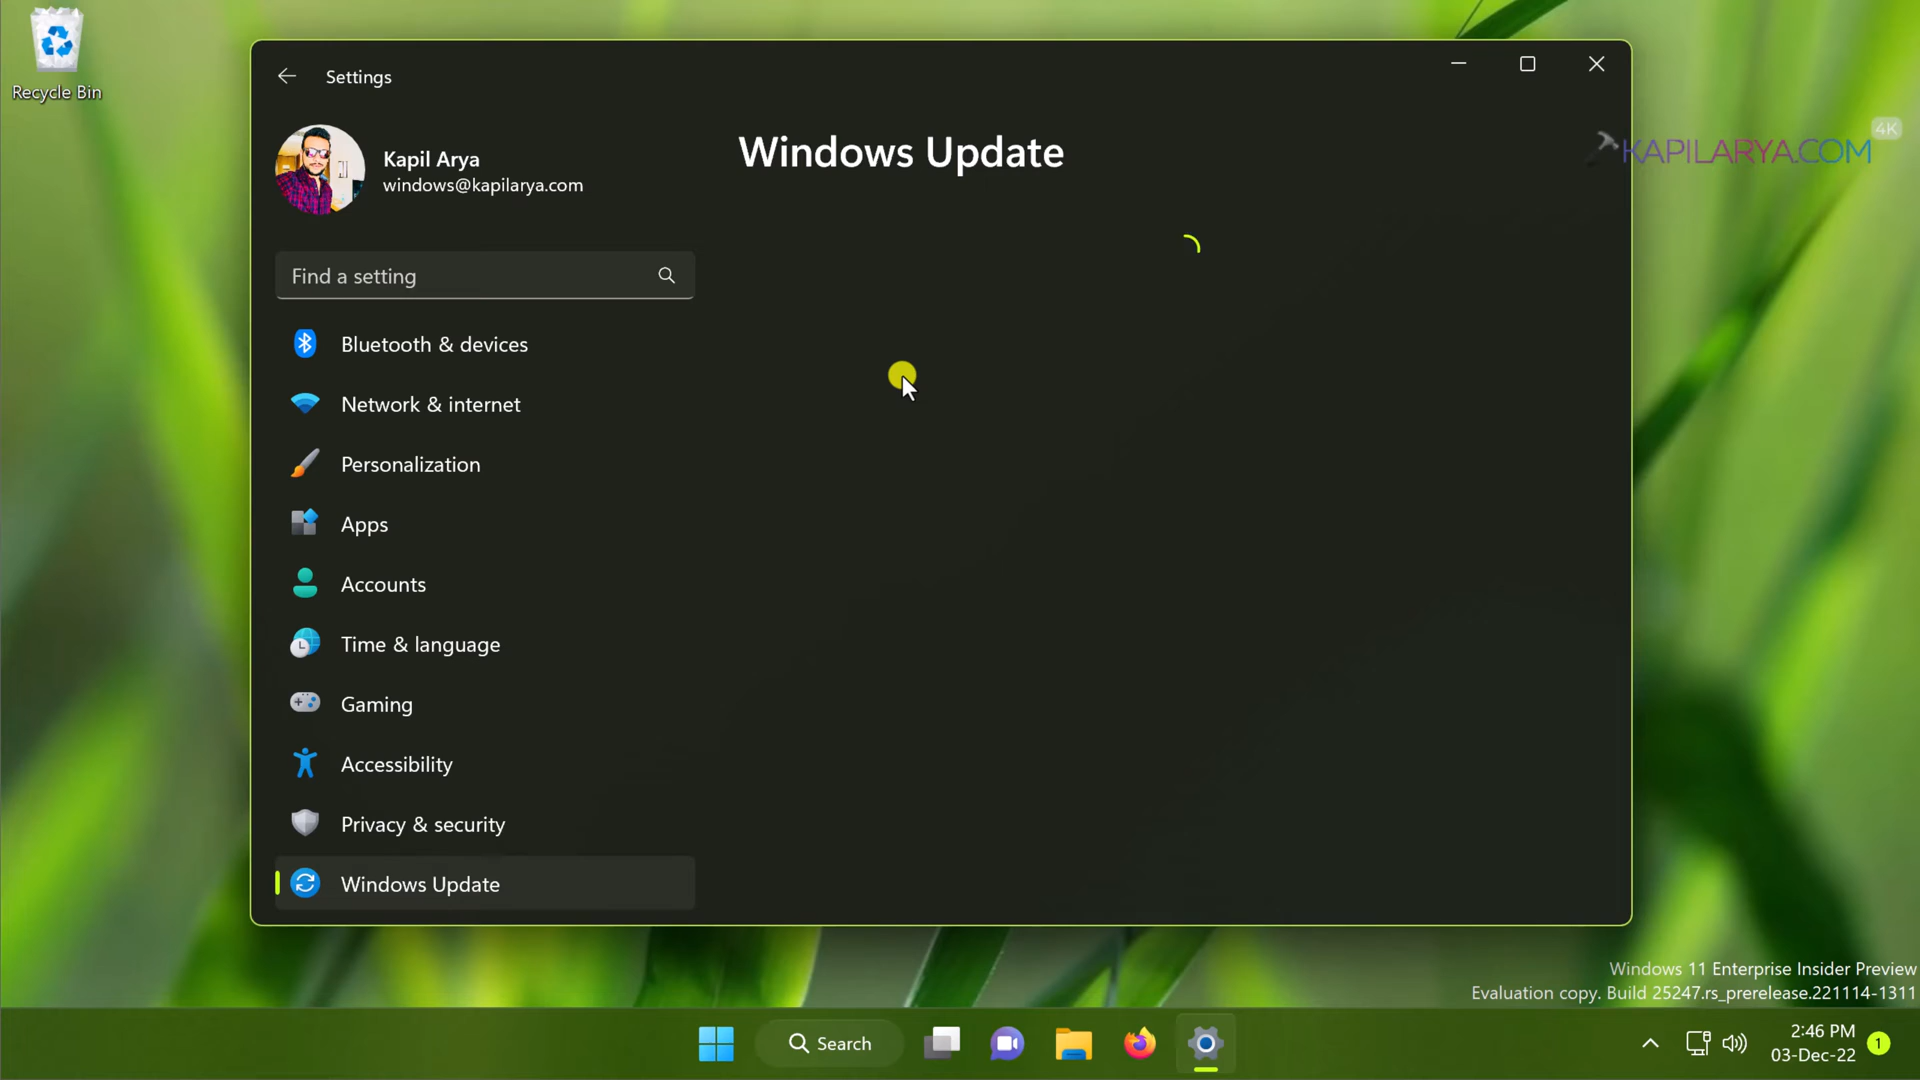 Recycle Bin
Settings
Kapil Arya
windows@kapilarya.com
Find a setting
Bluetooth & devices
Network & internet
Personalization
Apps
Accounts
Time & language
Gaming
Accessibility
Privacy & security
Windows Update
Windows Update
4K
KAPILARYA.COM
Windows 11 Enterprise Insider Preview
Evaluation copy. Build 25247.rs_prerelease.221114-1311
Search
2:46 PM
03-Dec-22
1